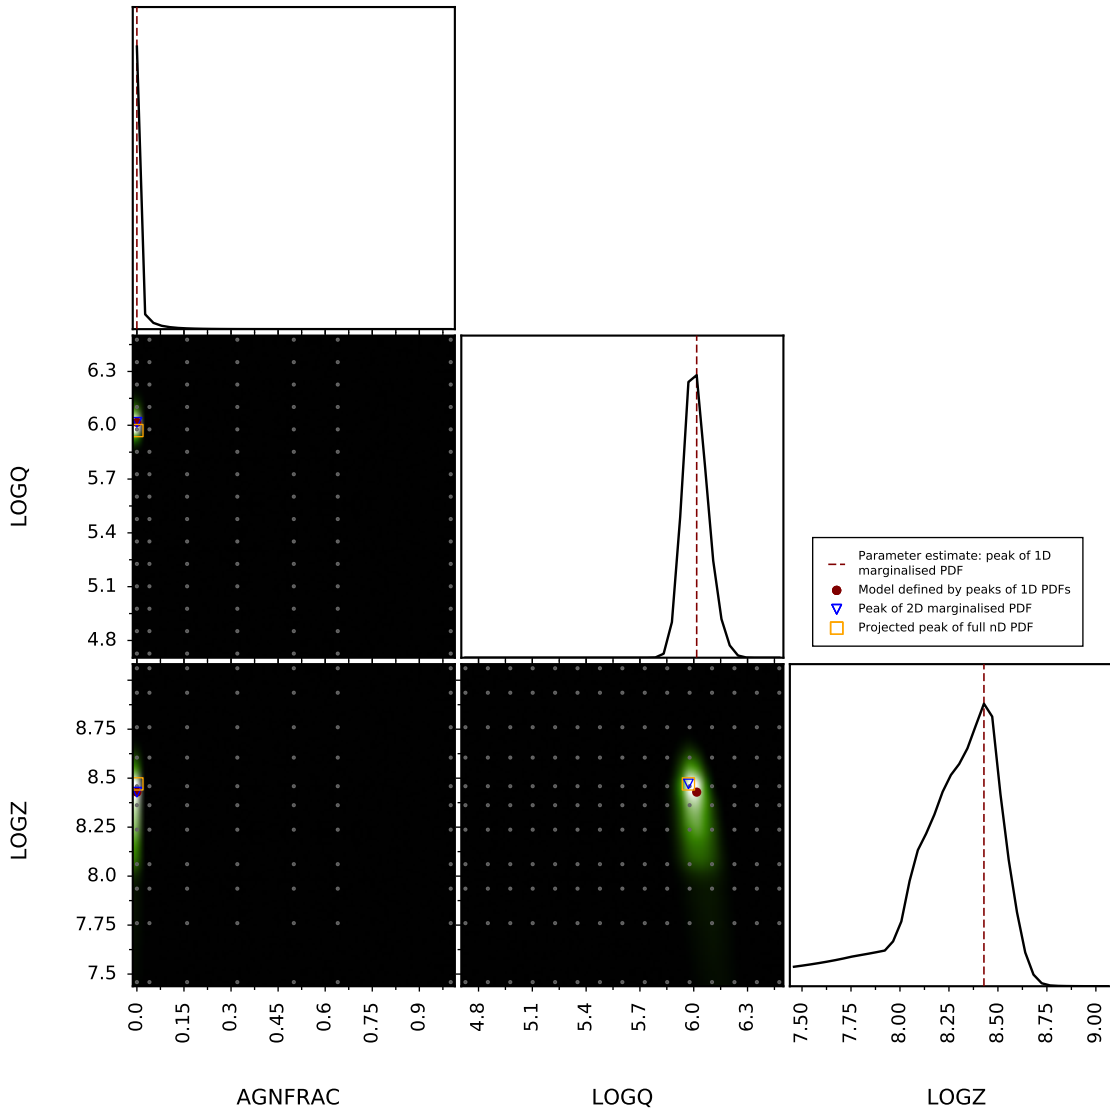 6.3
6.0
5.7
5.4
5.1
4.8
LOGQ
Parameter estimate: peak of 1D
marginalised PDF
Model defined by peaks of 1D PDFs
Peak of 2D marginalised PDF
Projected peak of full nD PDF
8.75
8.5
8.25
8.0
7.75
7.5
LOGZ
0.0 0.15 0.3 0.45 0.6 0.75 0.9
4.8 5.1 5.4 5.7 6.0 6.3
7.50 7.75 8.00 8.25 8.50 8.75 9.00
AGNFRAC LOGQ LOGZ